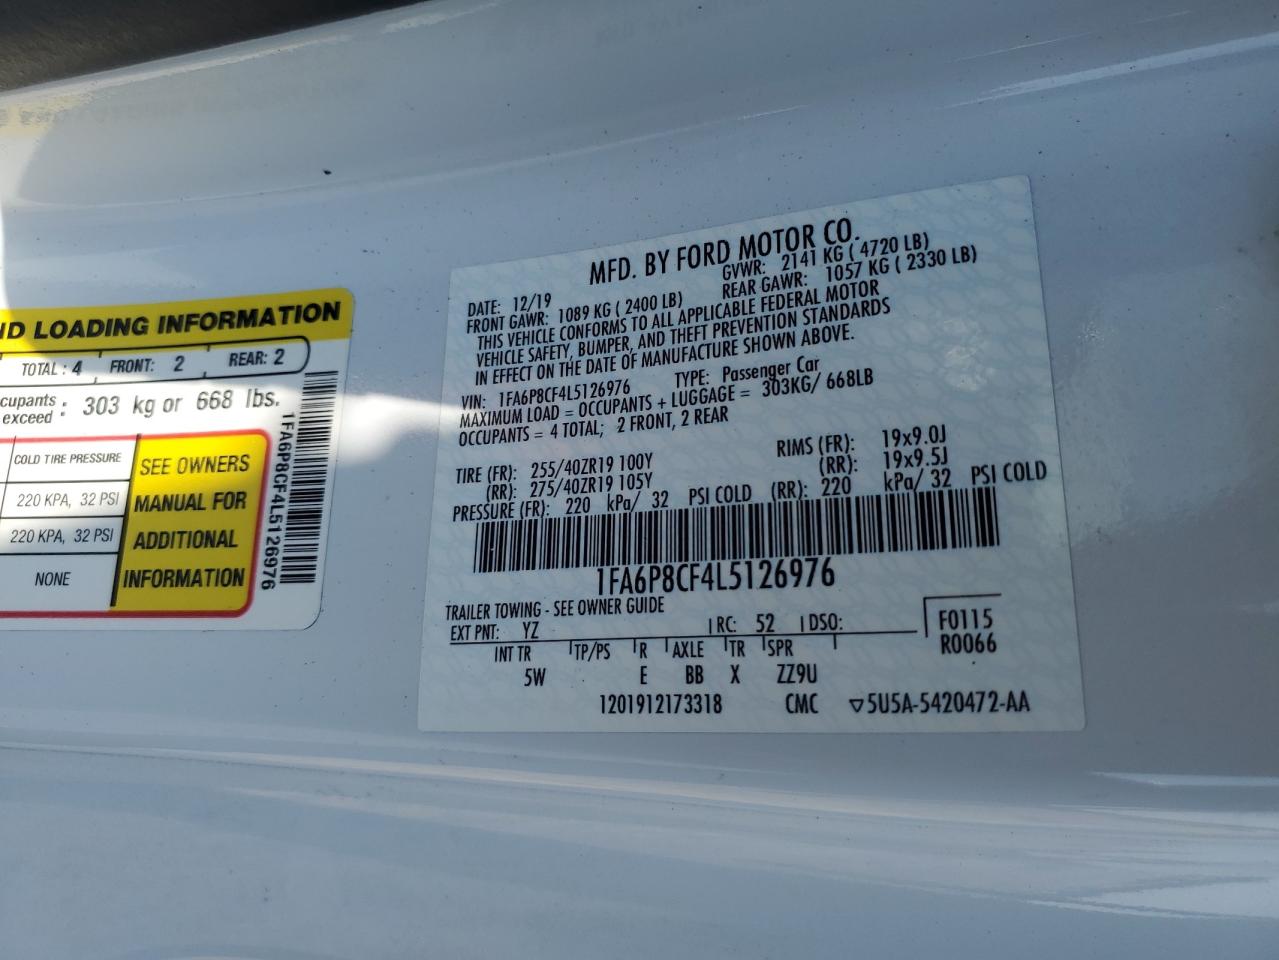 ND LOADING INFORMATION
TOTAL : 4 FRONT: 2 REAR: 2
cupants
exceed : 303 kg or 668 lbs.
COLD TIRE PRESSURE
220 KPA, 32 PSI
220 KPA, 32 PSI
NONE
SEE OWNERS
MANUAL FOR
ADDITIONAL
INFORMATION
1FA6P8CF4L5126976
MFD. BY FORD MOTOR CO.
DATE: 12/19 GVWR: 2141 KG ( 4720 LB)
FRONT GAWR: 1089 KG ( 2400 LB) REAR GAWR: 1057 KG ( 2330 LB)
THIS VEHICLE CONFORMS TO ALL APPLICABLE FEDERAL MOTOR
VEHICLE SAFETY, BUMPER, AND THEFT PREVENTION STANDARDS
IN EFFECT ON THE DATE OF MANUFACTURE SHOWN ABOVE.
VIN: 1FA6P8CF4L5126976 TYPE: Passenger Car
MAXIMUM LOAD = OCCUPANTS + LUGGAGE = 303KG/ 668LB
OCCUPANTS = 4 TOTAL; 2 FRONT, 2 REAR
TIRE (FR): 255/40ZR19 100Y RIMS (FR): 19x9.0J
(RR): 275/40ZR19 105Y (RR): 19x9.5J
PRESSURE (FR): 220 kPa/ 32 PSI COLD (RR): 220 kPa/ 32 PSI COLD
1FA6P8CF4L5126976
TRAILER TOWING - SEE OWNER GUIDE
EXT PNT: YZ RC: 52 DSO: F0115
R0066
INT TR TP/PS R AXLE TR SPR
5W E BB X ZZ9U
1201912173318 CMC ▽5U5A-5420472-AA